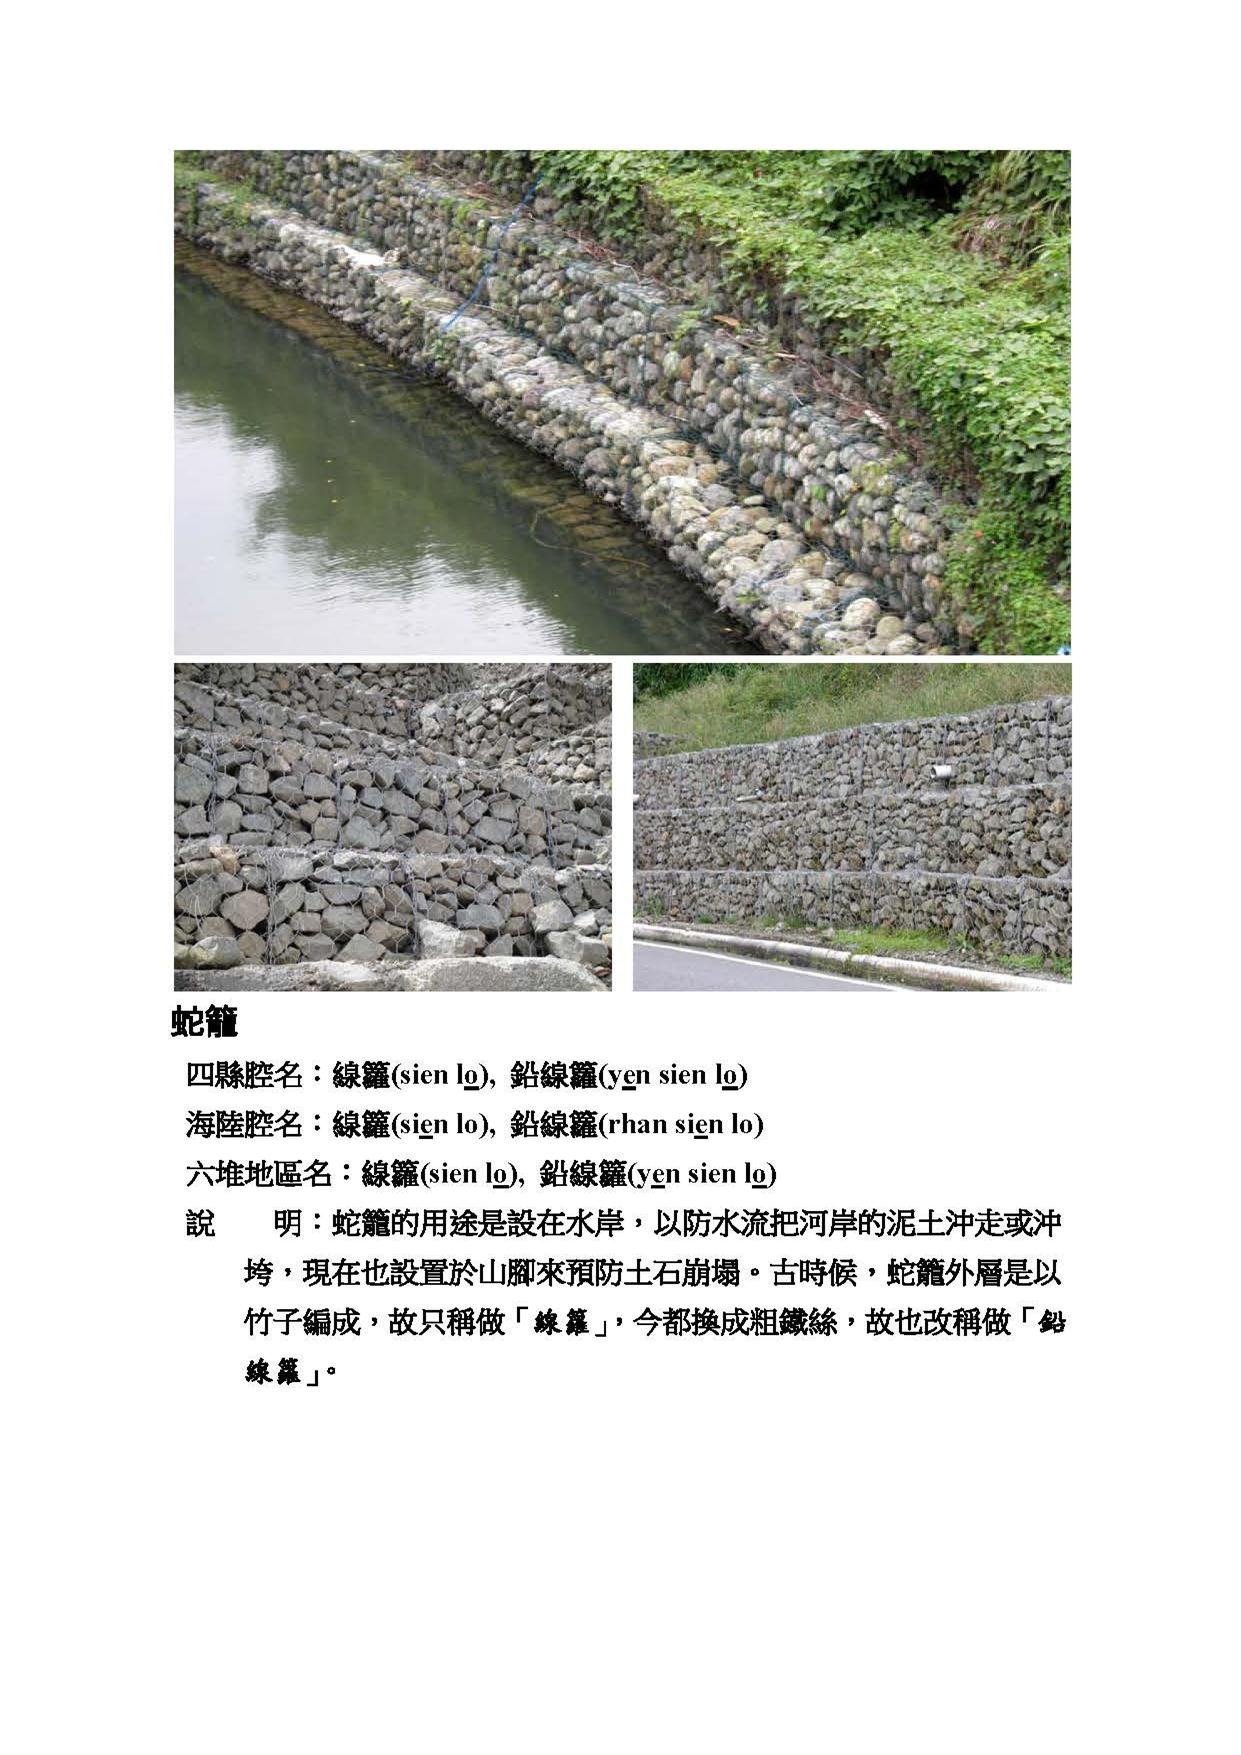 蛇籠
四縣腔名：線籮(sien lo), 鉛線籮(yen sien lo)
海陸腔名：線籮(sien lo), 鉛線籮(rhan sien lo)
六堆地區名：線籮(sien lo), 鉛線籮(yen sien lo)
說　　明：蛇籠的用途是設在水岸，以防水流把河岸的泥土沖走或沖
垮，現在也設置於山腳來預防土石崩塌。古時候，蛇籠外層是以
竹子編成，故只稱做「線籮」，今都換成粗鐵絲，故也改稱做「鉛
線籮」。